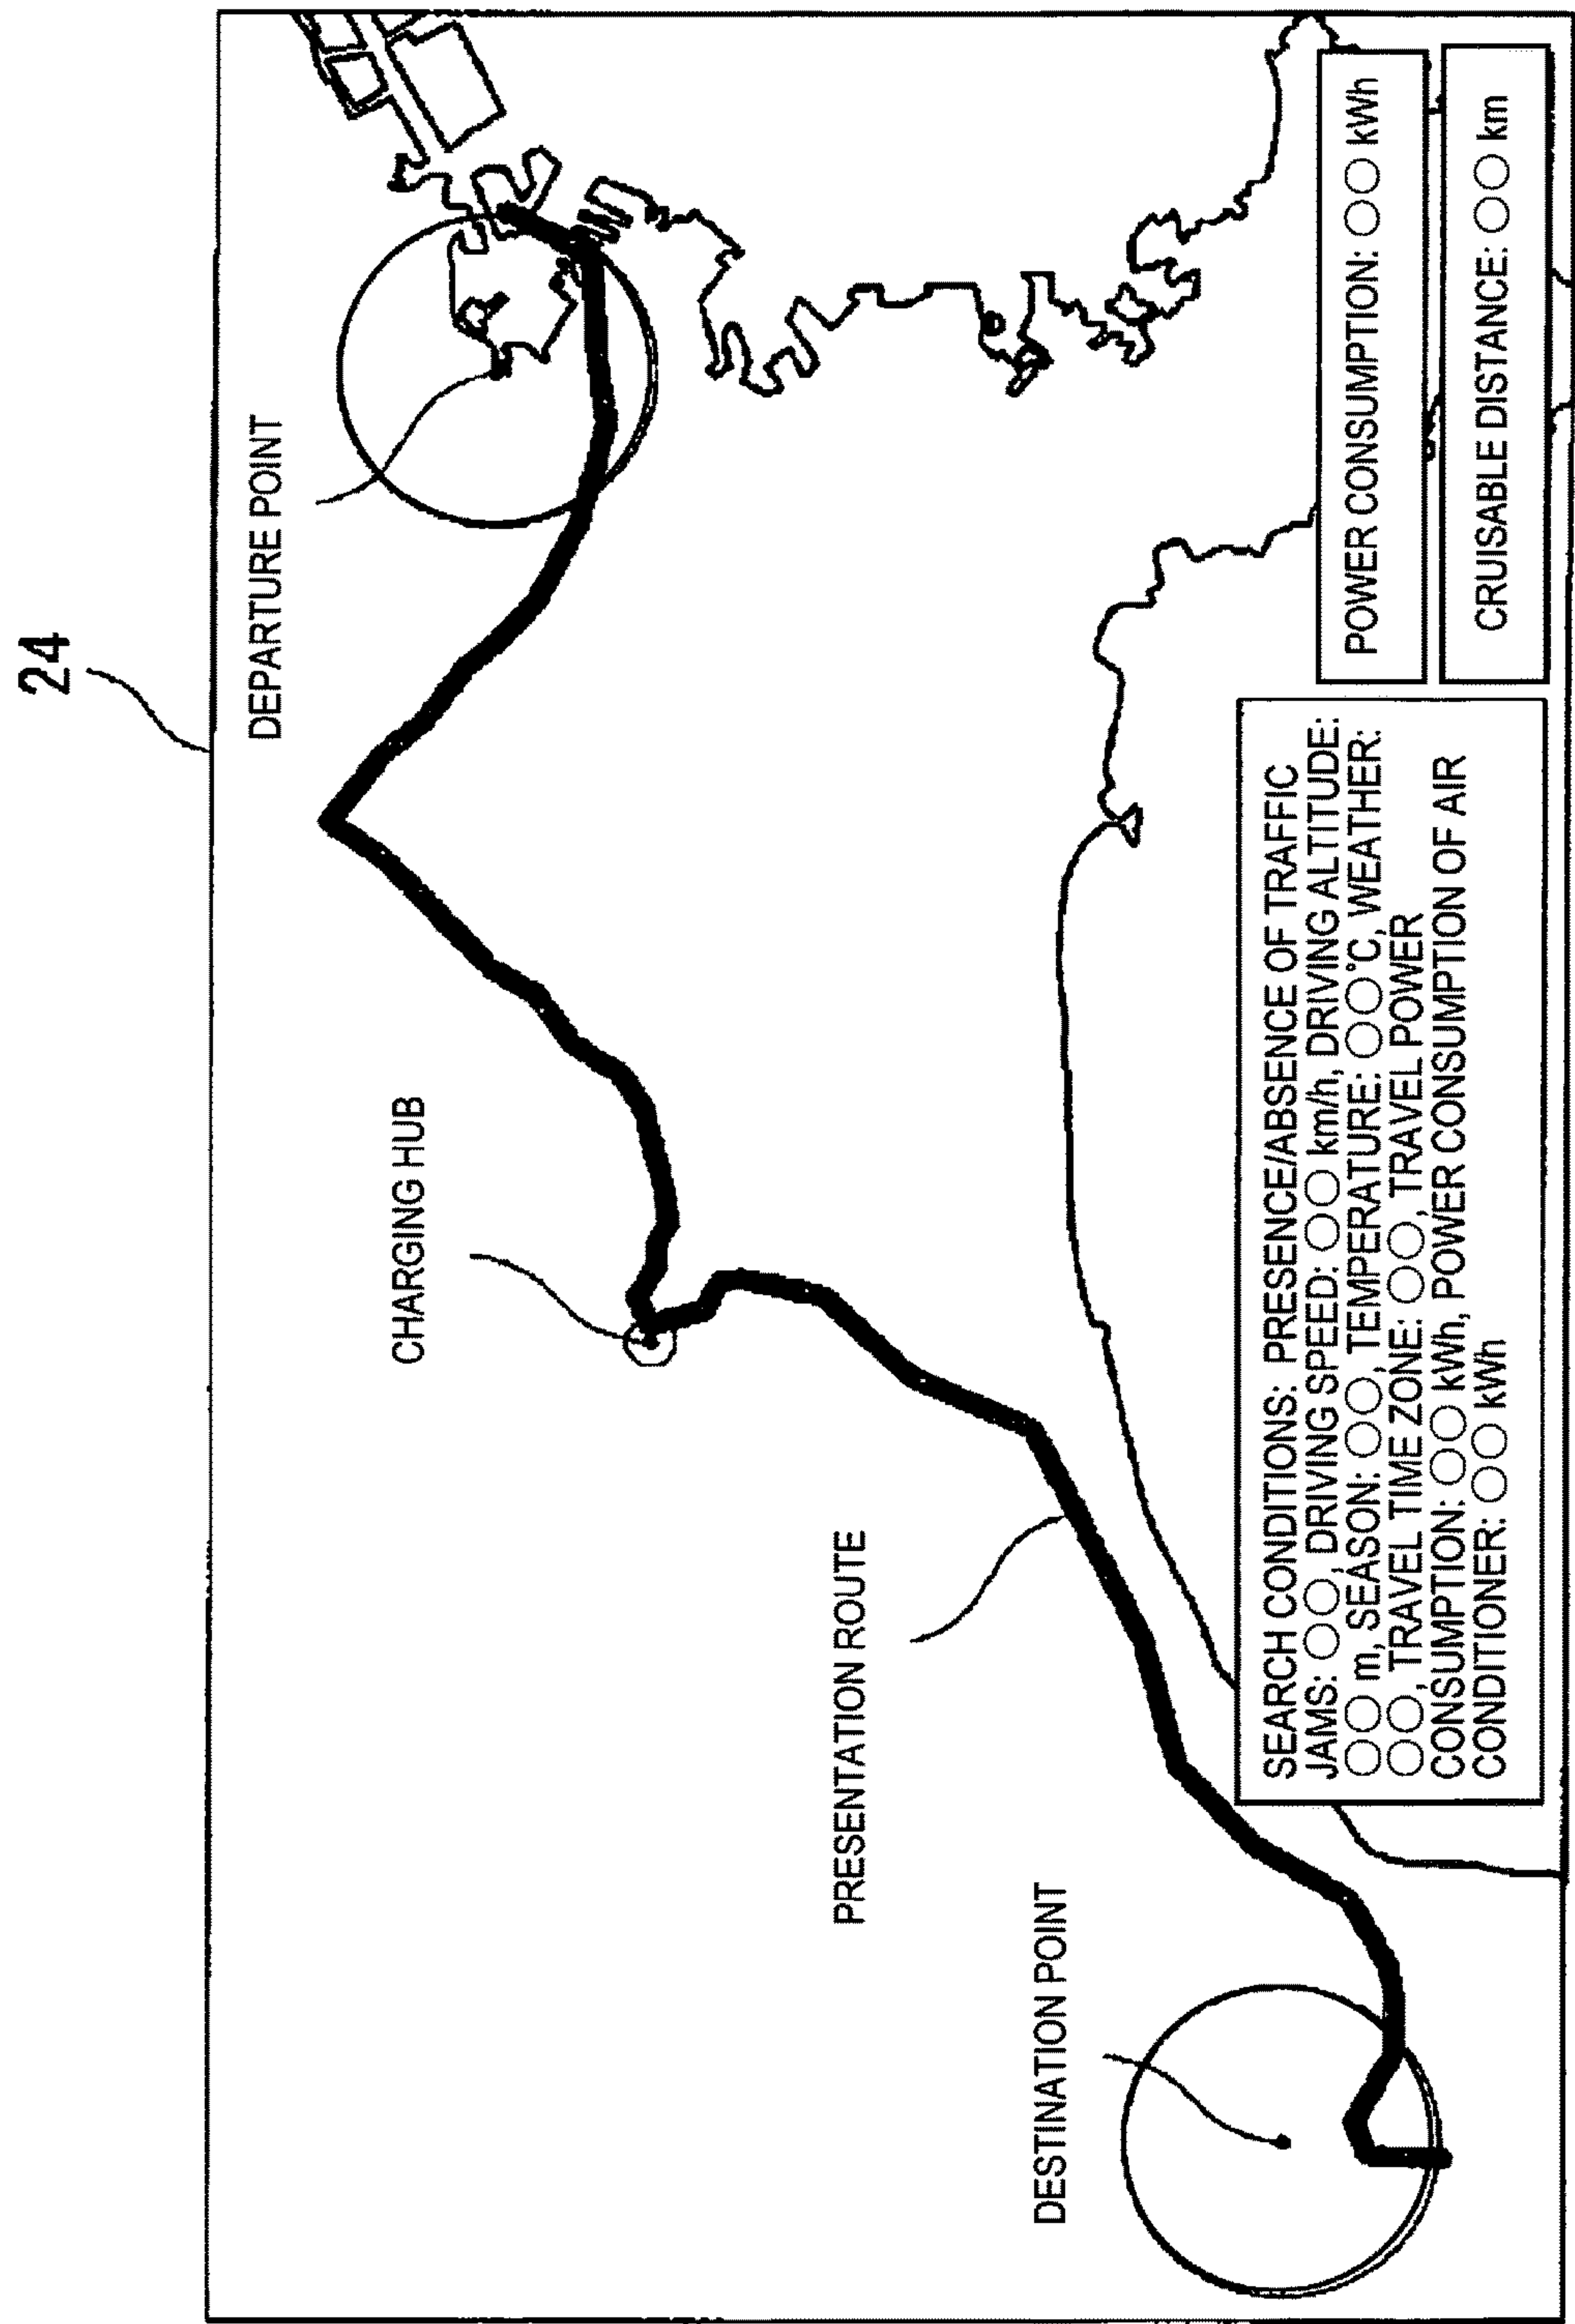 24
DEPARTURE POINT
CHARGING HUB
PRESENTATION ROUTE
DESTINATION POINT
SEARCH CONDITIONS: PRESENCE/ABSENCE OF TRAFFIC
JAMS: ○○, DRIVING SPEED: ○○ km/h, DRIVING ALTITUDE:
○○ m, SEASON: ○○, TEMPERATURE: ○○°C, WEATHER:
○○, TRAVEL TIME ZONE: ○○, TRAVEL POWER
CONSUMPTION: ○○ kWh, POWER CONSUMPTION OF AIR
CONDITIONER: ○○ kWh
POWER CONSUMPTION: ○○ kWh
CRUISABLE DISTANCE: ○○ km